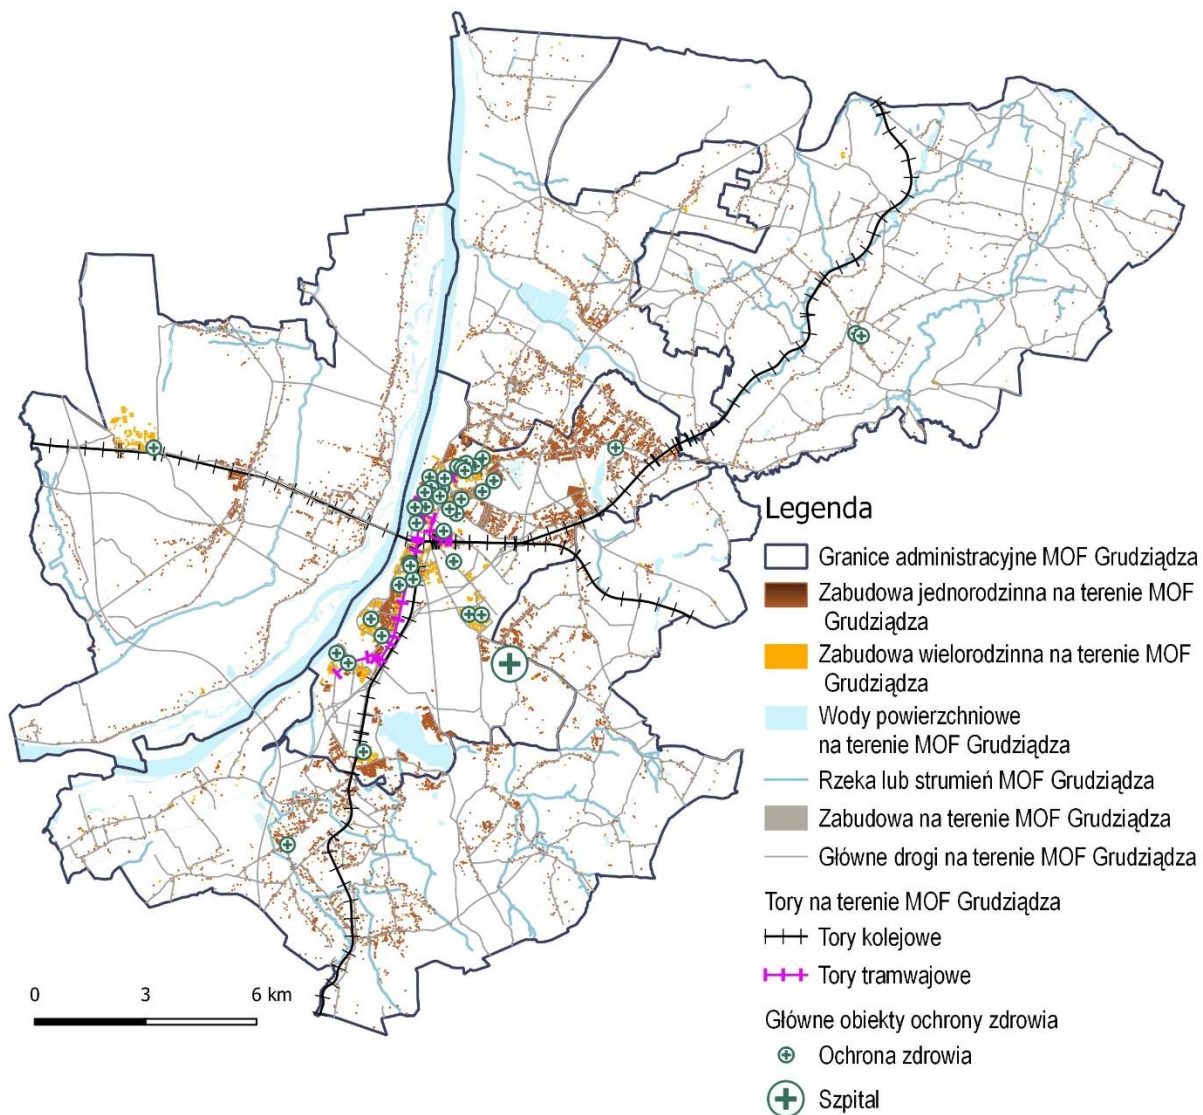 Legenda
Granice administracyjne MOF Grudziądza
Zabudowa jednorodzinna na terenie MOF
Grudziądza
Zabudowa wielorodzinna na terenie MOF
Grudziądza
Wody powierzchniowe
na terenie MOF Grudziądza
Rzeka lub strumień MOF Grudziądza
Zabudowa na terenie MOF Grudziądza
Główne drogi na terenie MOF Grudziądza
Tory na terenie MOF Grudziądza
Tory kolejowe
Tory tramwajowe
Główne obiekty ochrony zdrowia
Ochrona zdrowia
Szpital
0 3 6 km